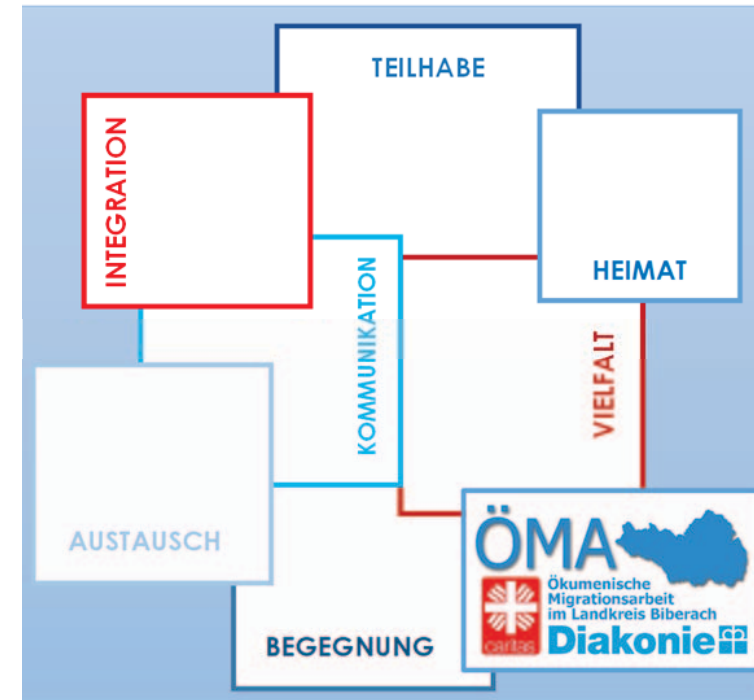 TEILHABE
INTEGRATION
HEIMAT
KOMMUNIKATION
VIELFALT
AUSTAUSCH
BEGEGNUNG
ÖMA
Ökumenische
Migrationsarbeit
im Landkreis Biberach
caritas
Diakonie